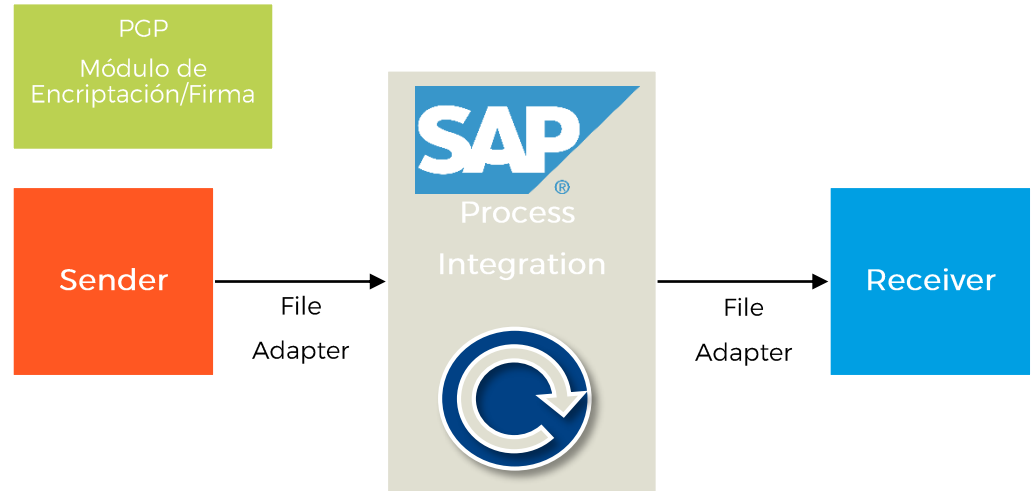 PGP
Módulo de
Encriptación/Firma
SAP
®
Process
Integration
Sender
File
Adapter
File
Adapter
Receiver